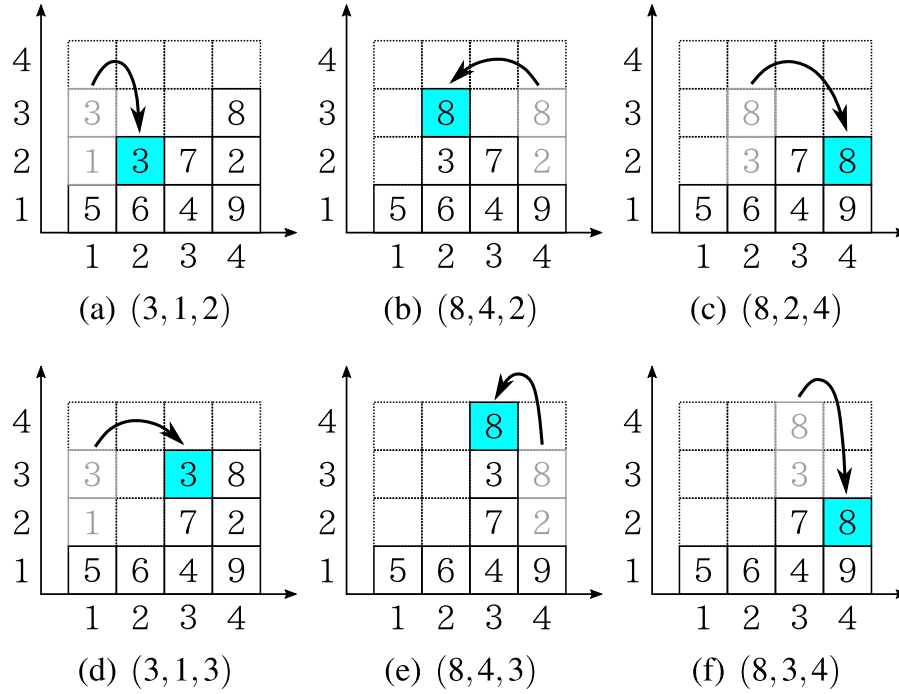 4
3 3 8
2 1 3 7 2
1 5 6 4 9
1 2 3 4
(a) (3,1,2)
4
3 8 8
2 3 7 2
1 5 6 4 9
1 2 3 4
(b) (8,4,2)
4
3 8
2 3 7 8
1 5 6 4 9
1 2 3 4
(c) (8,2,4)
4
3 3 3 8
2 1 7 2
1 5 6 4 9
1 2 3 4
(d) (3,1,3)
4 8
3 3 8
2 7 2
1 5 6 4 9
1 2 3 4
(e) (8,4,3)
4 8
3 3
2 7 8
1 5 6 4 9
1 2 3 4
(f) (8,3,4)